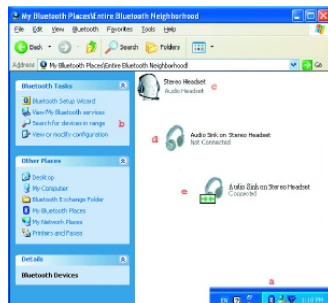 My Bluetooth Places\Entire Bluetooth Neighborhood
File Edit View Bluetooth Favorites Tools Help
Back Search Folders
Address My Bluetooth Places\Entire Bluetooth Neighborhood Go
Bluetooth Tasks
Bluetooth Setup Wizard
View My Bluetooth services
Search for devices in range
View or modify configuration
b
Other Places
Desktop
My Computer
Bluetooth Exchange Folder
My Bluetooth Places
My Network Places
Printers and Faxes
Details
Bluetooth Devices
Stereo Headset
Audio Headset
c
d
Audio Sink on Stereo Headset
Not Connected
e
Audio Sink on Stereo Headset
Connected
a
EN